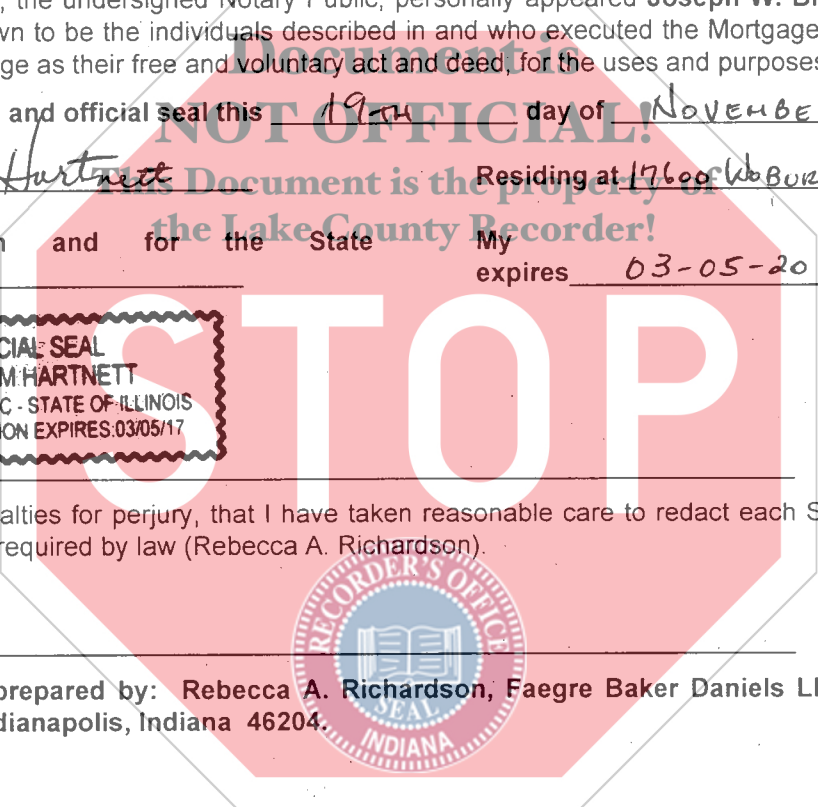 , the undersigned Notary Public, personally appeared Joseph W. Br
wn to be the individuals described in and who executed the Mortgage
ge as their free and voluntary act and deed, for the uses and purposes
Document is
and official seal this 19TH day of NOVEMBE
NOT OFFICIAL!
Hartnett Residing at 17600 WOBUR
This Document is the property of
the Lake County Recorder!
and for the State My
expires 03-05-20
STOP
CIAL SEAL
M HARTNETT
C - STATE OF ILLINOIS
ON EXPIRES:03/05/17
alties for perjury, that I have taken reasonable care to redact each S
required by law (Rebecca A. Richardson).
RECORDER'S OFFICE
SEAL
INDIANA
prepared by: Rebecca A. Richardson, Faegre Baker Daniels LL
dianapolis, Indiana 46204.